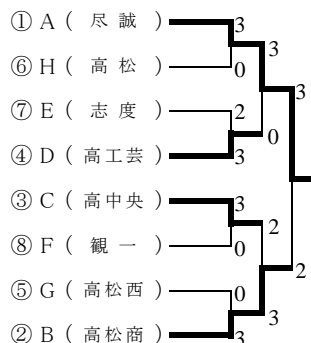 ① A ( 尽 誠 ) 3
3
⑥ H ( 高 松 ) 0
3
⑦ E ( 志 度 ) 2
0
④ D ( 高工芸 ) 3
③ C ( 高中央 ) 3
2
⑧ F ( 観 一 ) 0
2
⑤ G ( 高松西 ) 0
3
② B ( 高松商 ) 3